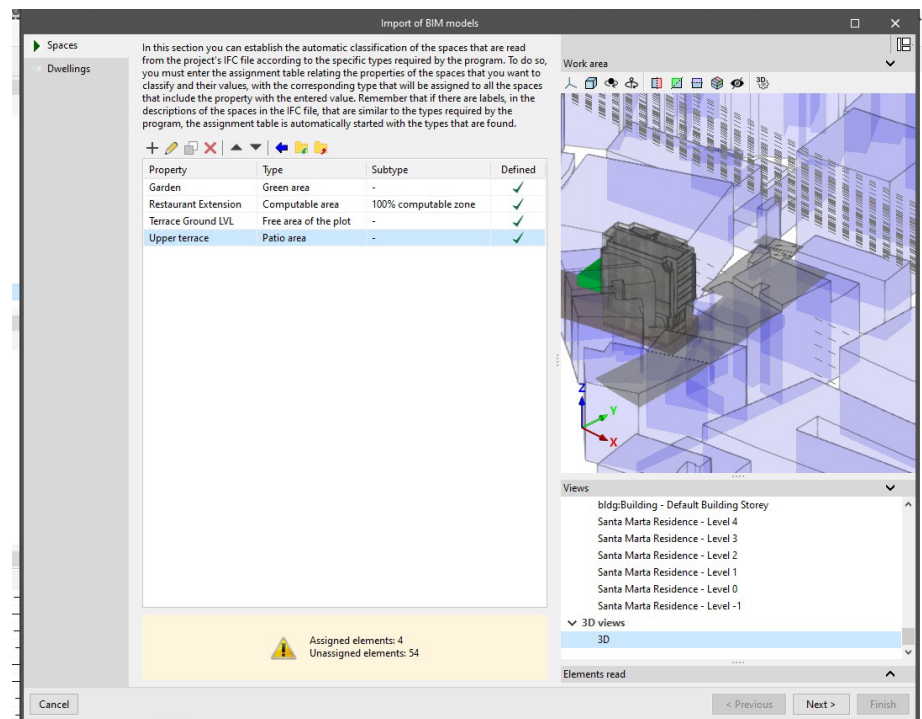 Import of BIM models
Spaces
Dwellings
In this section you can establish the automatic classification of the spaces that are read
from the project's IFC file according to the specific types required by the program. To do so,
you must enter the assignment table relating the properties of the spaces that you want to
classify and their values, with the corresponding type that will be assigned to all the spaces
that include the property with the entered value. Remember that if there are labels, in the
descriptions of the spaces in the IFC file, that are similar to the types required by the
program, the assignment table is automatically started with the types that are found.
Property Type Subtype Defined
Garden Green area -
Restaurant Extension Computable area 100% computable zone
Terrace Ground LVL Free area of the plot -
Upper terrace Patio area -
Assigned elements: 4
Unassigned elements: 54
Work area
3D
Z
Y
X
Views
bldg:Building - Default Building Storey
Santa Marta Residence - Level 4
Santa Marta Residence - Level 3
Santa Marta Residence - Level 2
Santa Marta Residence - Level 1
Santa Marta Residence - Level 0
Santa Marta Residence - Level -1
3D views
3D
Elements read
Cancel
< Previous
Next >
Finish